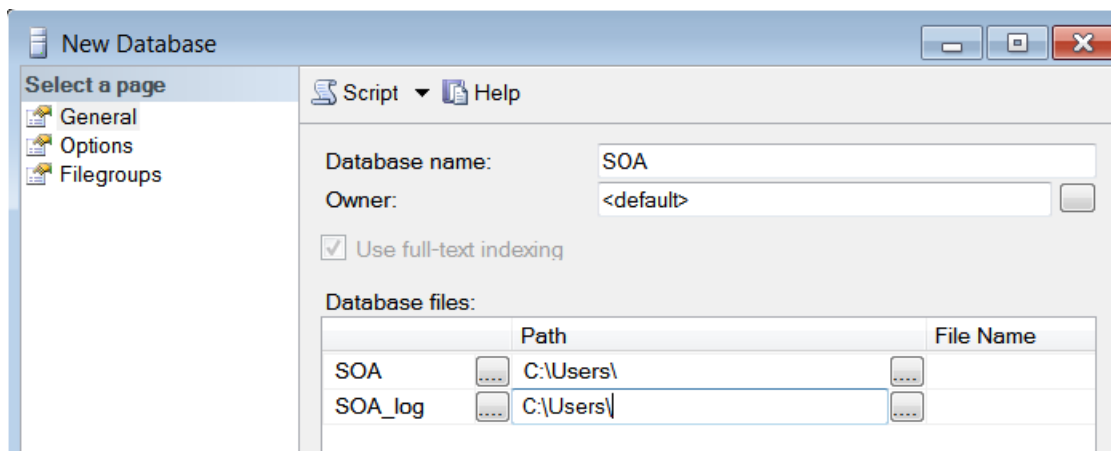 New Database
Select a page
General
Options
Filegroups
Script Help
Database name: SOA
Owner: <default>
Use full-text indexing
Database files:
Path File Name
SOA .... C:\Users\ ....
SOA_log .... C:\Users\ ....